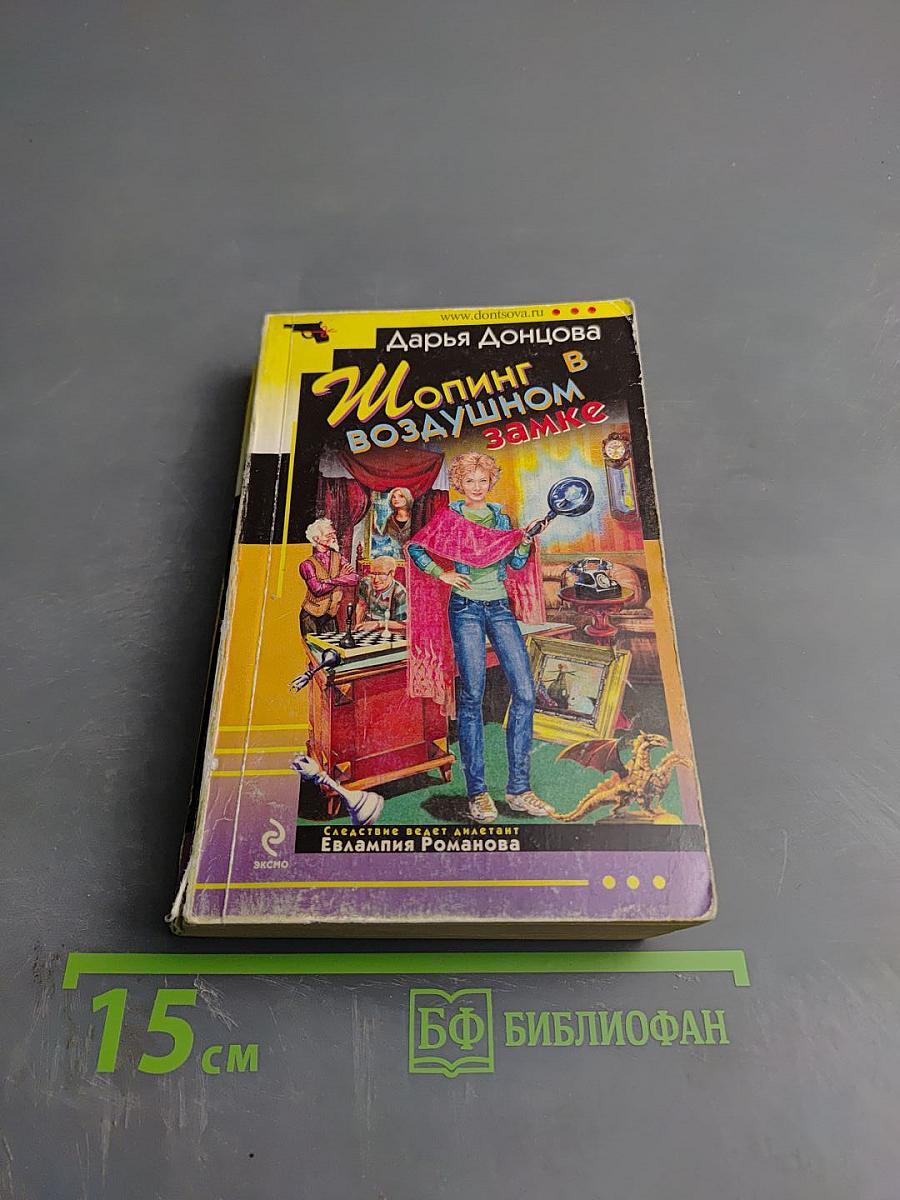 www.dontsova.ru
Дарья Донцова
Шопинг в
воздушном
замке
Следствие ведет дилетант
Евлампия Романова
ЭКСМО
15 см
БФ БИБЛИОФАН